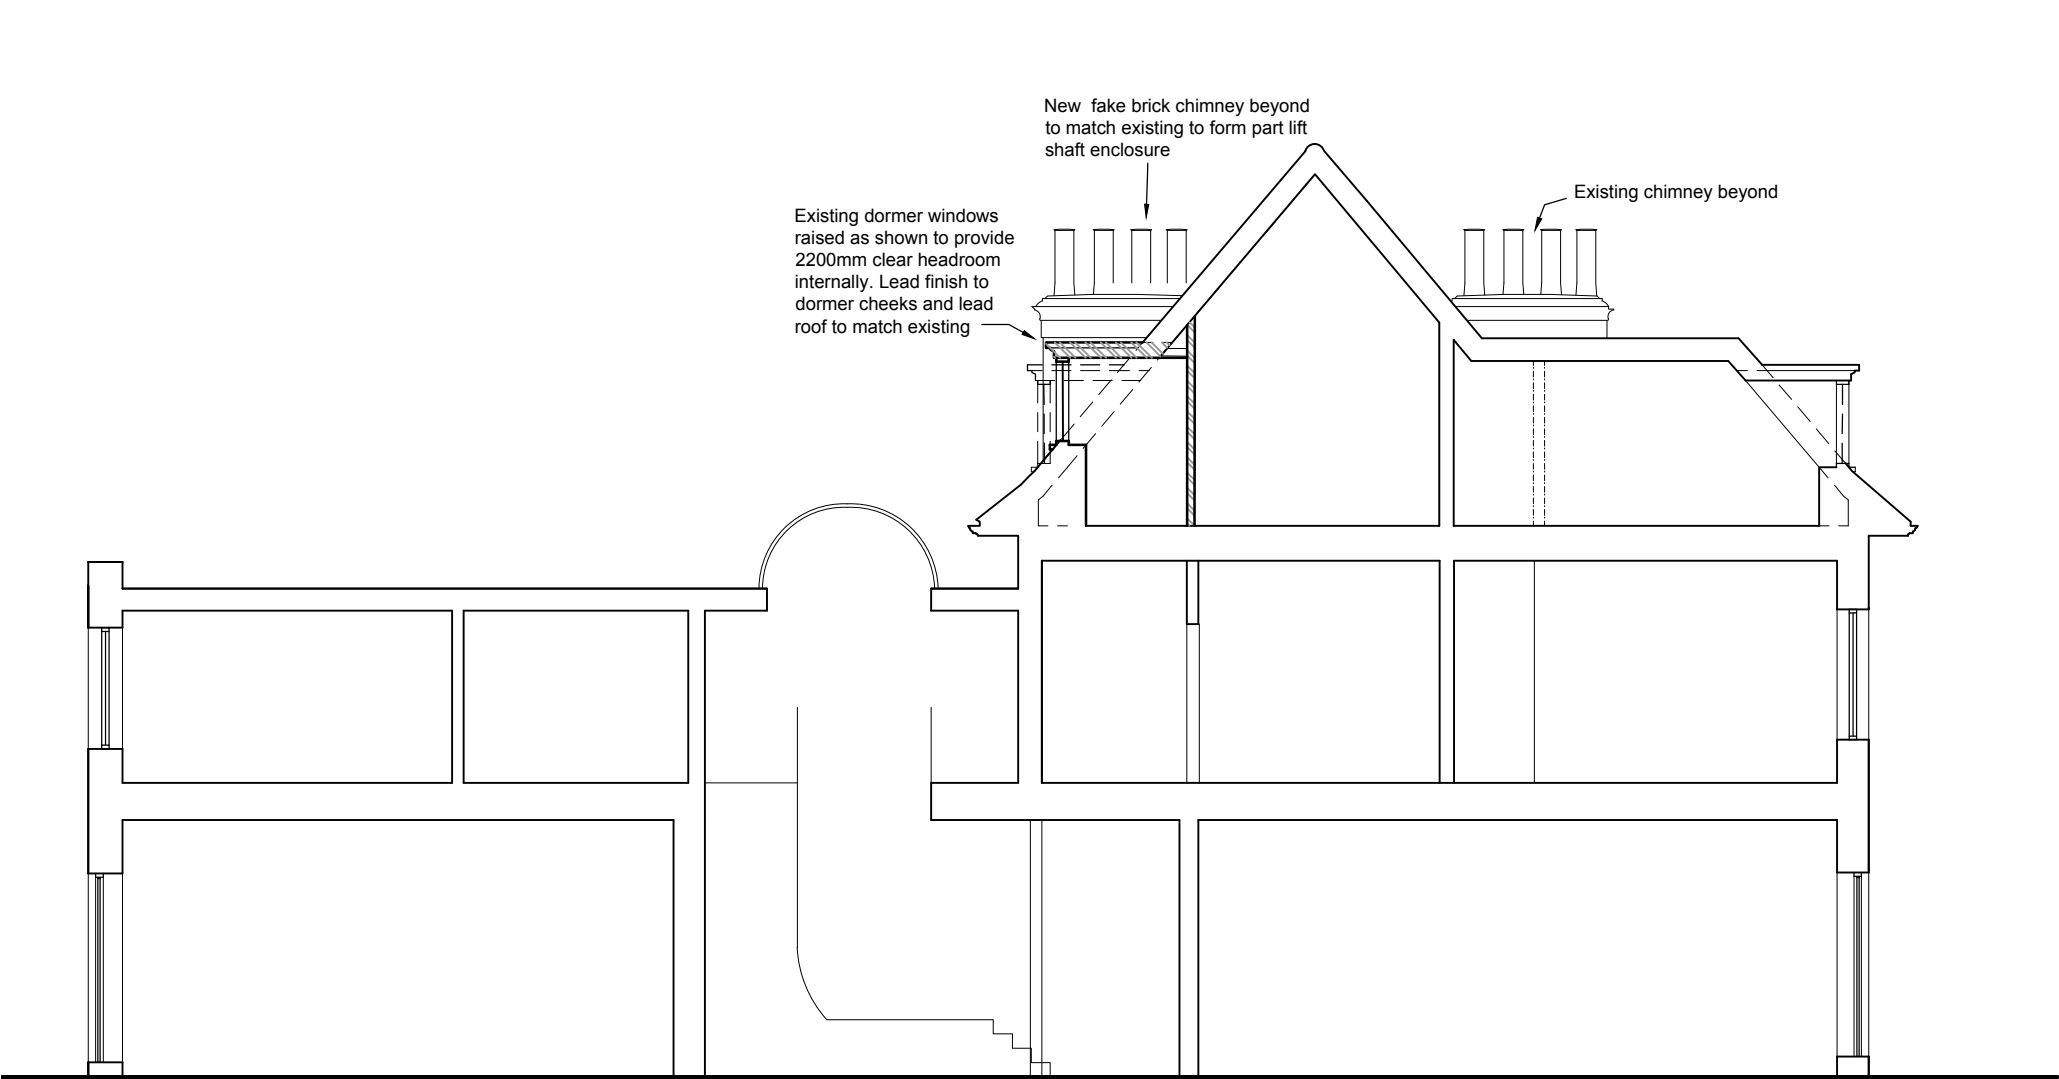 New fake brick chimney beyond
to match existing to form part lift
shaft enclosure
Existing chimney beyond
Existing dormer windows
raised as shown to provide
2200mm clear headroom
internally. Lead finish to
dormer cheeks and lead
roof to match existing